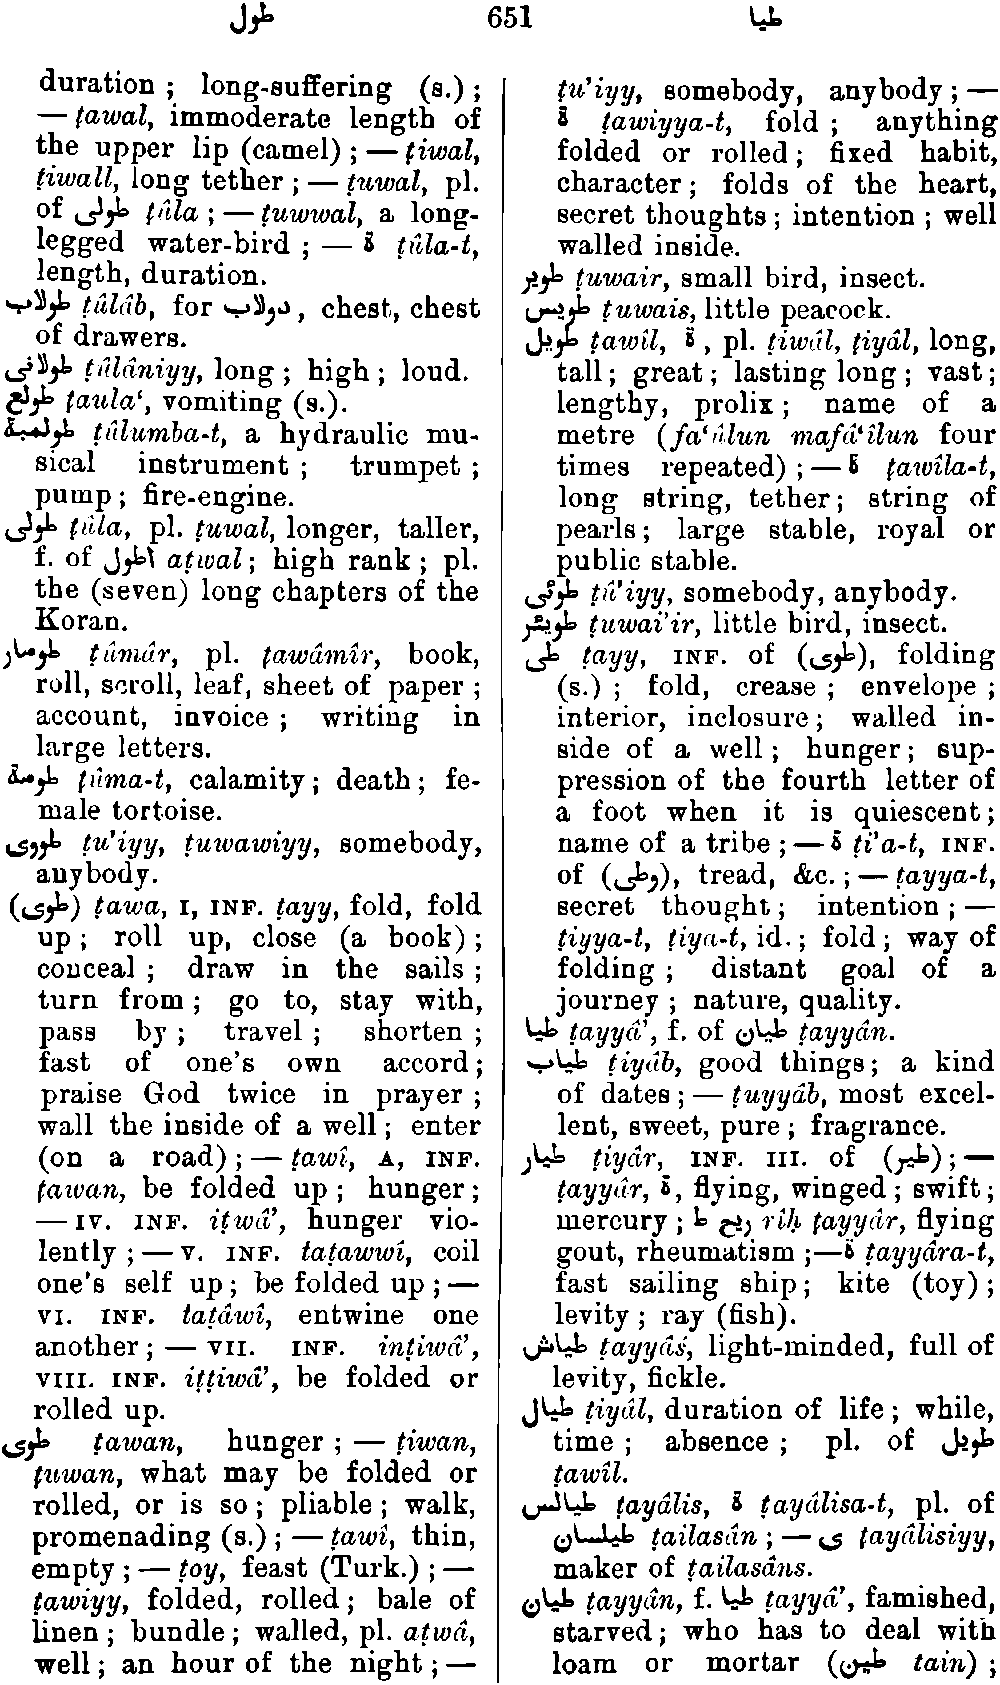 طول 651 طيا
duration ; long-suffering (s.) ;
— ṭawal, immoderate length of
the upper lip (camel) ; — ṭiwal,
ṭiwall, long tether ; — ṭuwal, pl.
of طولى ṭûla ; — ṭuwwal, a long-
legged water-bird ; — ة ṭûla-t,
length, duration.
طولاب ṭûlâb, for دولاب, chest, chest
of drawers.
طولانى ṭûlâniyy, long ; high ; loud.
طولع ṭaula‘, vomiting (s.).
طولمبة ṭûlumba-t, a hydraulic mu-
sical instrument ; trumpet ;
pump ; fire-engine.
طولى ṭûla, pl. ṭuwal, longer, taller,
f. of اطول aṭwal ; high rank ; pl.
the (seven) long chapters of the
Koran.
طومار ṭûmâr, pl. ṭawâmîr, book,
roll, scroll, leaf, sheet of paper ;
account, invoice ; writing in
large letters.
طومة ṭûma-t, calamity ; death ; fe-
male tortoise.
طووى ṭu’iyy, ṭuwawiyy, somebody,
anybody.
(طوى) ṭawa, I, INF. ṭayy, fold, fold
up ; roll up, close (a book) ;
conceal ; draw in the sails ;
turn from ; go to, stay with,
pass by ; travel ; shorten ;
fast of one's own accord ;
praise God twice in prayer ;
wall the inside of a well ; enter
(on a road) ; — ṭawî, A, INF.
ṭawan, be folded up ; hunger ;
— IV. INF. iṭwâ’, hunger vio-
lently ; — V. INF. taṭawwî, coil
one's self up ; be folded up ; —
VI. INF. taṭâwî, entwine one
another ; — VII. INF. inṭiwâ’,
VIII. INF. iṭṭiwâ’, be folded or
rolled up.
طوى ṭawan, hunger ; — ṭiwan,
ṭuwan, what may be folded or
rolled, or is so ; pliable ; walk,
promenading (s.) ; — ṭawî, thin,
empty ; — ṭoy, feast (Turk.) ; —
ṭawiyy, folded, rolled ; bale of
linen ; bundle ; walled, pl. aṭwâ,
well ; an hour of the night ; —
ṭu’iyy, somebody, anybody ; —
ة ṭawiyya-t, fold ; anything
folded or rolled ; fixed habit,
character ; folds of the heart,
secret thoughts ; intention ; well
walled inside.
طوير ṭuwair, small bird, insect.
طويس ṭuwais, little peacock.
طويل ṭawîl, ة, pl. ṭiwâl, ṭiyâl, long,
tall ; great ; lasting long ; vast ;
lengthy, prolix ; name of a
metre (fa‘ûlun mafâ‘îlun four
times repeated) ; — ة ṭawîla-t,
long string, tether ; string of
pearls ; large stable, royal or
public stable.
طوئى ṭû’iyy, somebody, anybody.
طويئر ṭuwai’ir, little bird, insect.
طى ṭayy, INF. of (طوى), folding
(s.) ; fold, crease ; envelope ;
interior, inclosure ; walled in-
side of a well ; hunger ; sup-
pression of the fourth letter of
a foot when it is quiescent ;
name of a tribe ; — ة ṭi’a-t, INF.
of (وطى), tread, &c. ; — ṭayya-t,
secret thought ; intention ; —
ṭiyya-t, ṭiya-t, id. ; fold ; way of
folding ; distant goal of a
journey ; nature, quality.
طيا ṭayyâ’, f. of طيان ṭayyân.
طياب ṭiyâb, good things ; a kind
of dates ; — ṭuyyâb, most excel-
lent, sweet, pure ; fragrance.
طيار ṭiyâr, INF. III. of (طير) ; —
ṭayyâr, ة, flying, winged ; swift ;
mercury ; ريح ط rîḥ ṭayyâr, flying
gout, rheumatism ; — ة ṭayyâra-t,
fast sailing ship ; kite (toy) ;
levity ; ray (fish).
طياش ṭayyâś, light-minded, full of
levity, fickle.
طيال ṭiyâl, duration of life ; while,
time ; absence ; pl. of طويل
ṭawîl.
طيالس ṭayâlis, ة ṭayâlisa-t, pl. of
طيلسان ṭailasân ; — ى ṭayâlisiyy,
maker of ṭailasâns.
طيان ṭayyân, f. طيا ṭayyâ’, famished,
starved ; who has to deal with
loam or mortar (طين ṭain) ;